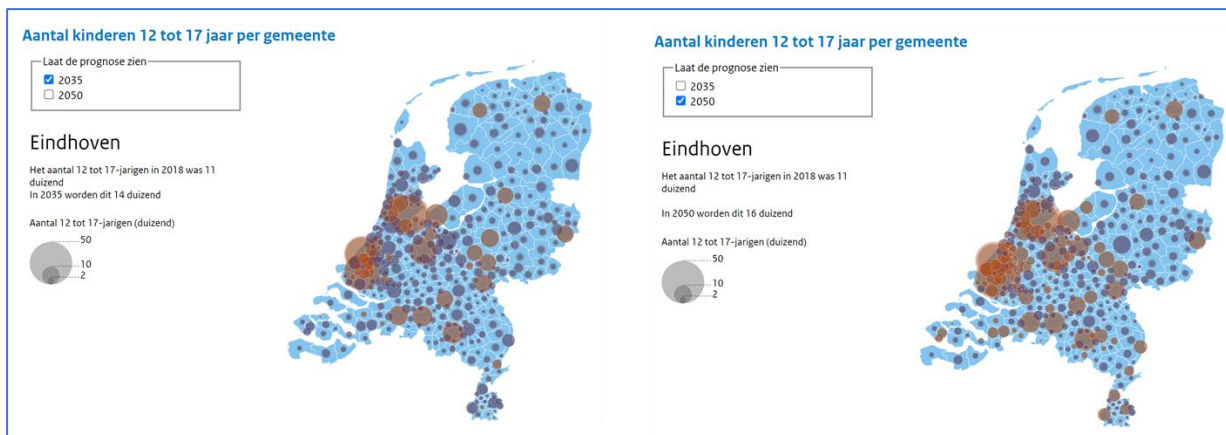 Aantal kinderen 12 tot 17 jaar per gemeente
Laat de prognose zien
2035
2050
Eindhoven
Het aantal 12 tot 17-jarigen in 2018 was 11
duizend
In 2035 worden dit 14 duizend
Aantal 12 tot 17-jarigen (duizend)
50
10
2
Aantal kinderen 12 tot 17 jaar per gemeente
Laat de prognose zien
2035
2050
Eindhoven
Het aantal 12 tot 17-jarigen in 2018 was 11
duizend
In 2050 worden dit 16 duizend
Aantal 12 tot 17-jarigen (duizend)
50
10
2